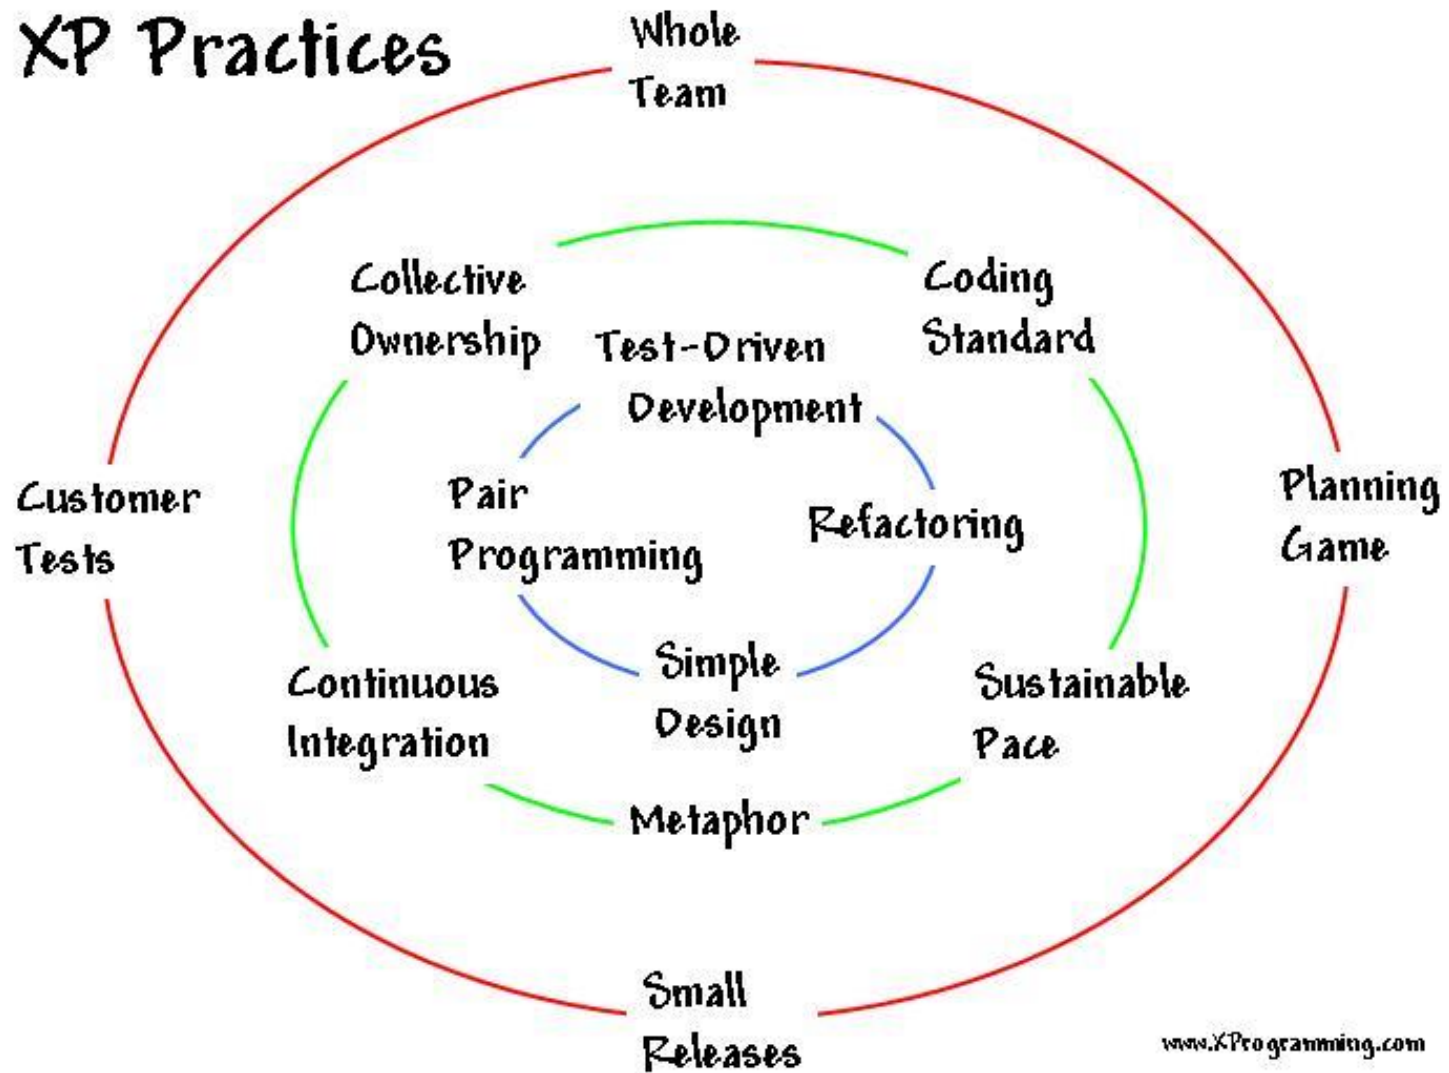 XP Practices
Whole
Team
Collective
Ownership
Coding
Standard
Test-Driven
Development
Customer
Tests
Pair
Programming
Refactoring
Planning
Game
Continuous
Integration
Simple
Design
Sustainable
Pace
Metaphor
Small
Releases
www.XProgramming.com